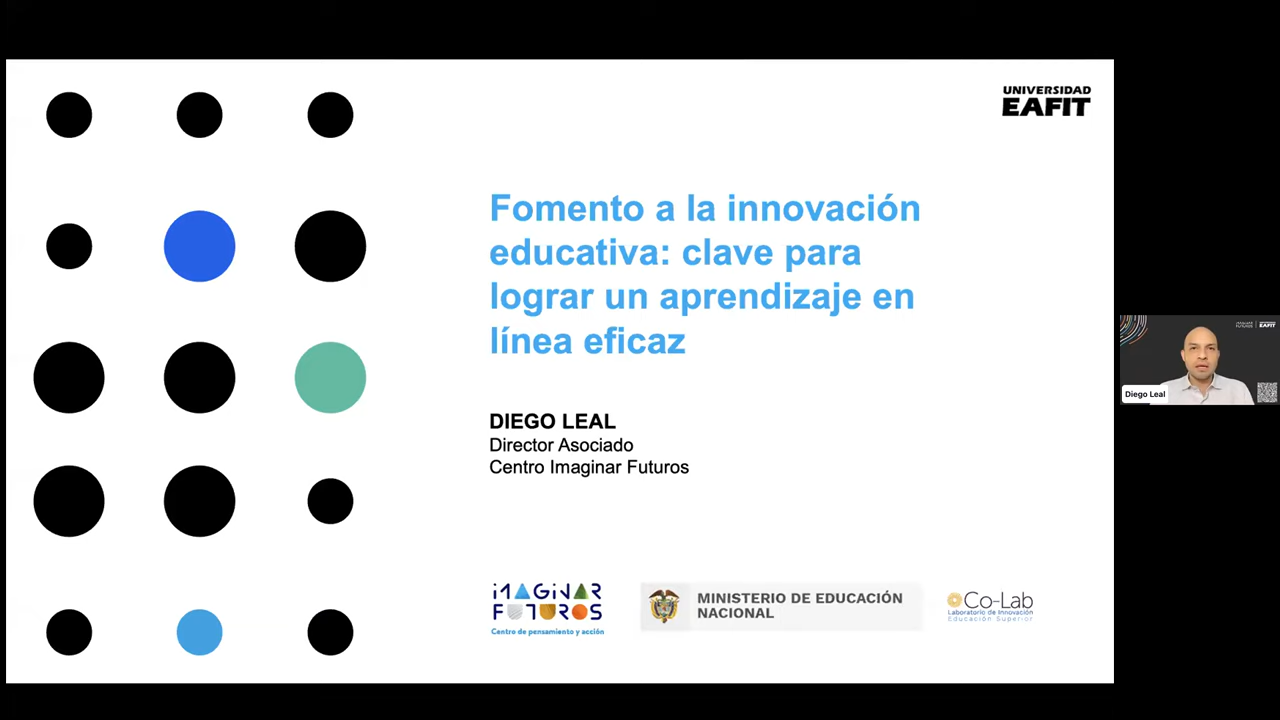 UNIVERSIDAD
EAFIT
Fomento a la innovación
educativa: clave para
lograr un aprendizaje en
línea eficaz
DIEGO LEAL
Director Asociado
Centro Imaginar Futuros
iMAGiNAR
FUTUROS
Centro de pensamiento y acción
MINISTERIO DE EDUCACIÓN
NACIONAL
Co-Lab
Laboratorio de Innovación
Educación Superior
Diego Leal
EAFIT